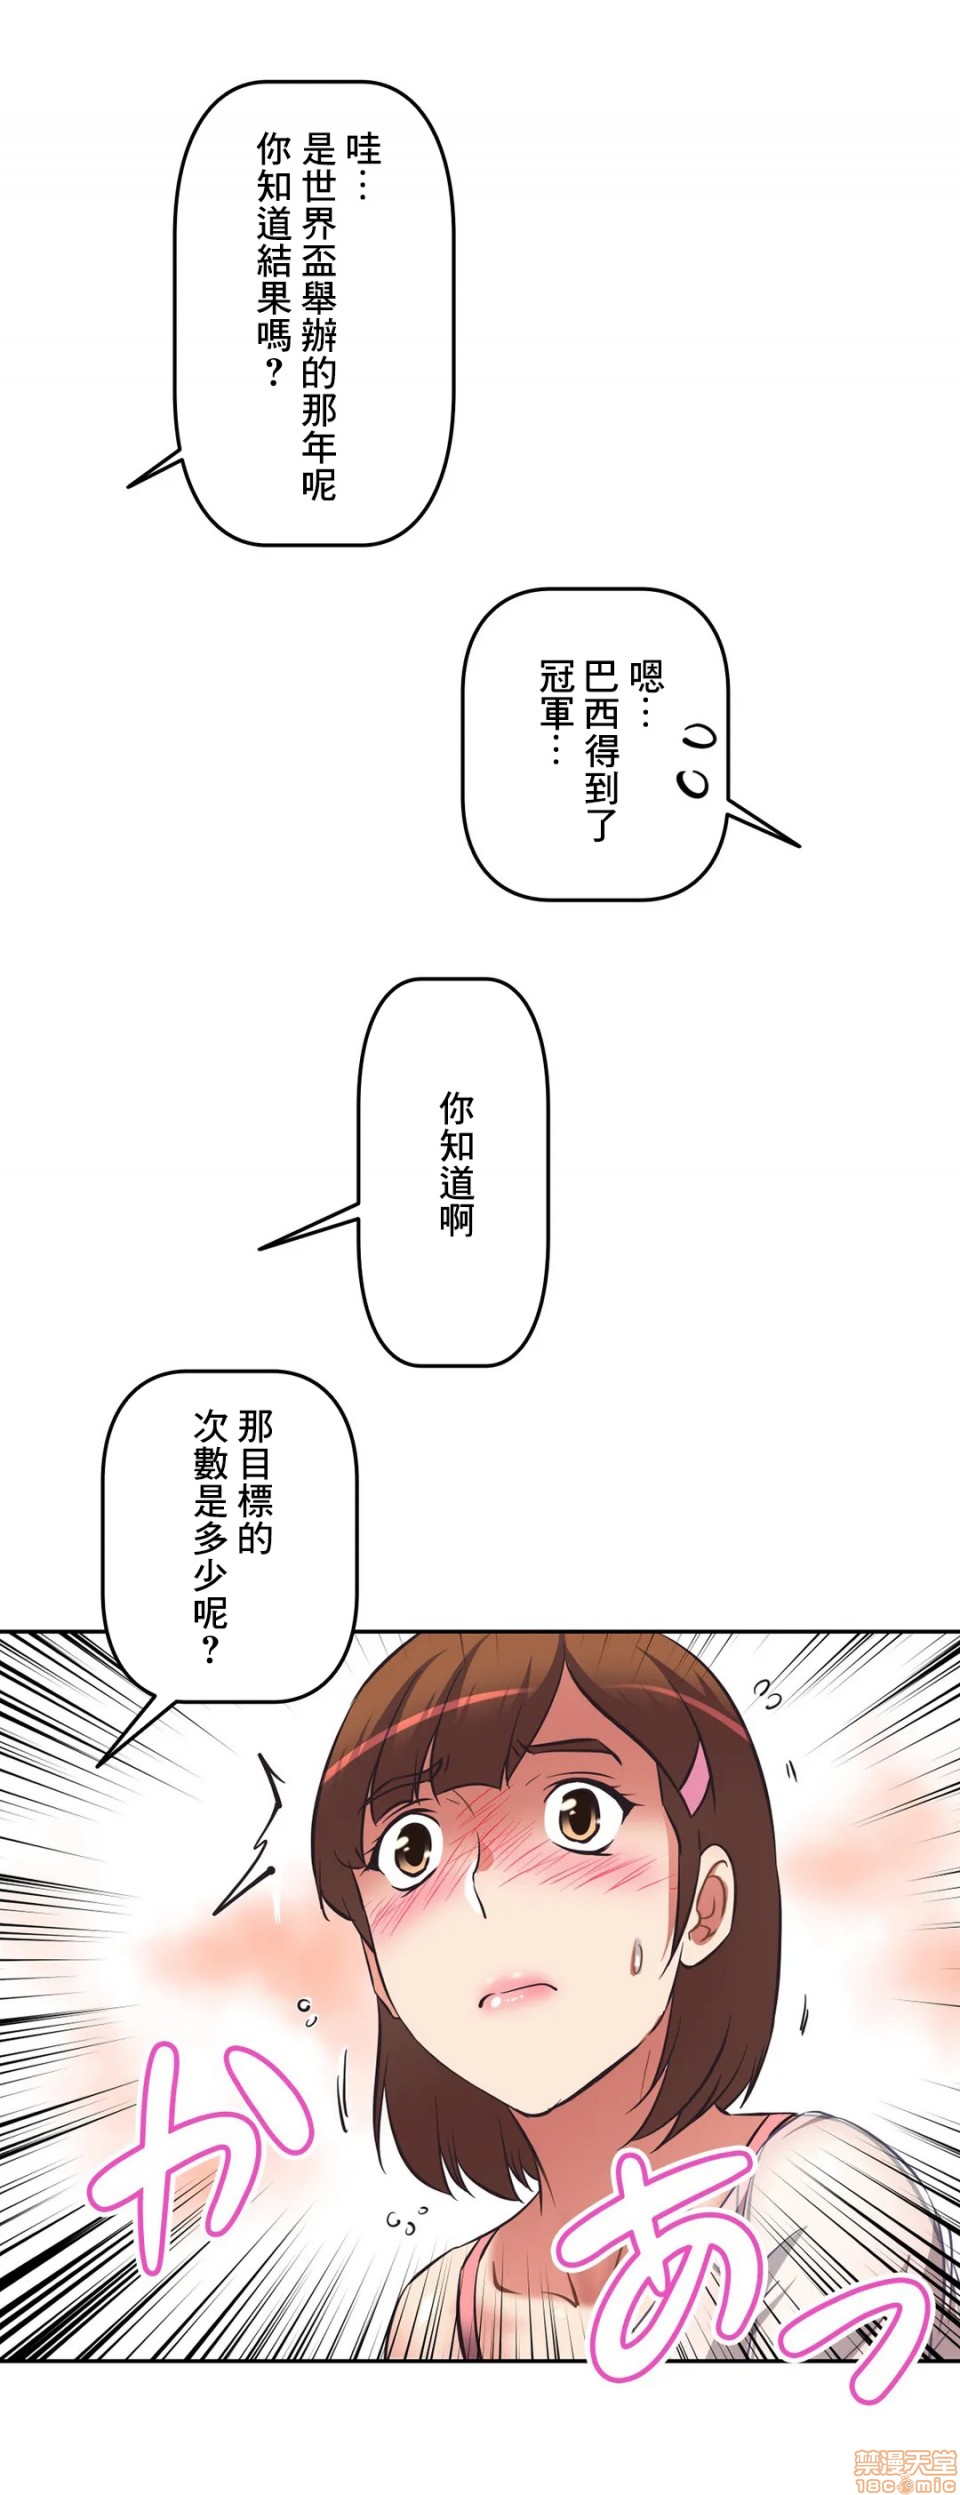 哇⋯
是世界盃舉辦的那年呢
你知道結果嗎？
嗯⋯
巴西得到了
冠軍⋯
你知道啊
那目標的
次數是多少呢？
かあっ
禁漫天堂
18comic